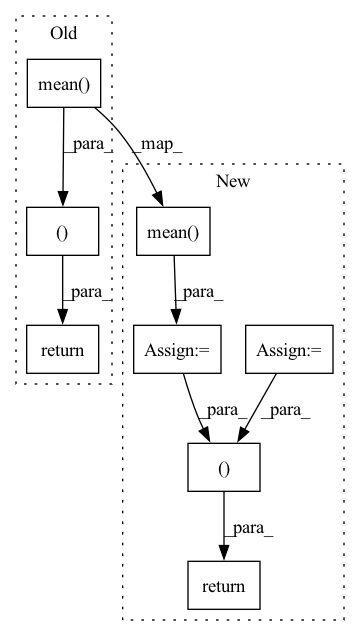 Old
mean()
_para_
_map_
New
()
mean()
_para_
_para_
return
Assign:=
Assign:=
_para_
_para_
()
_para_
return